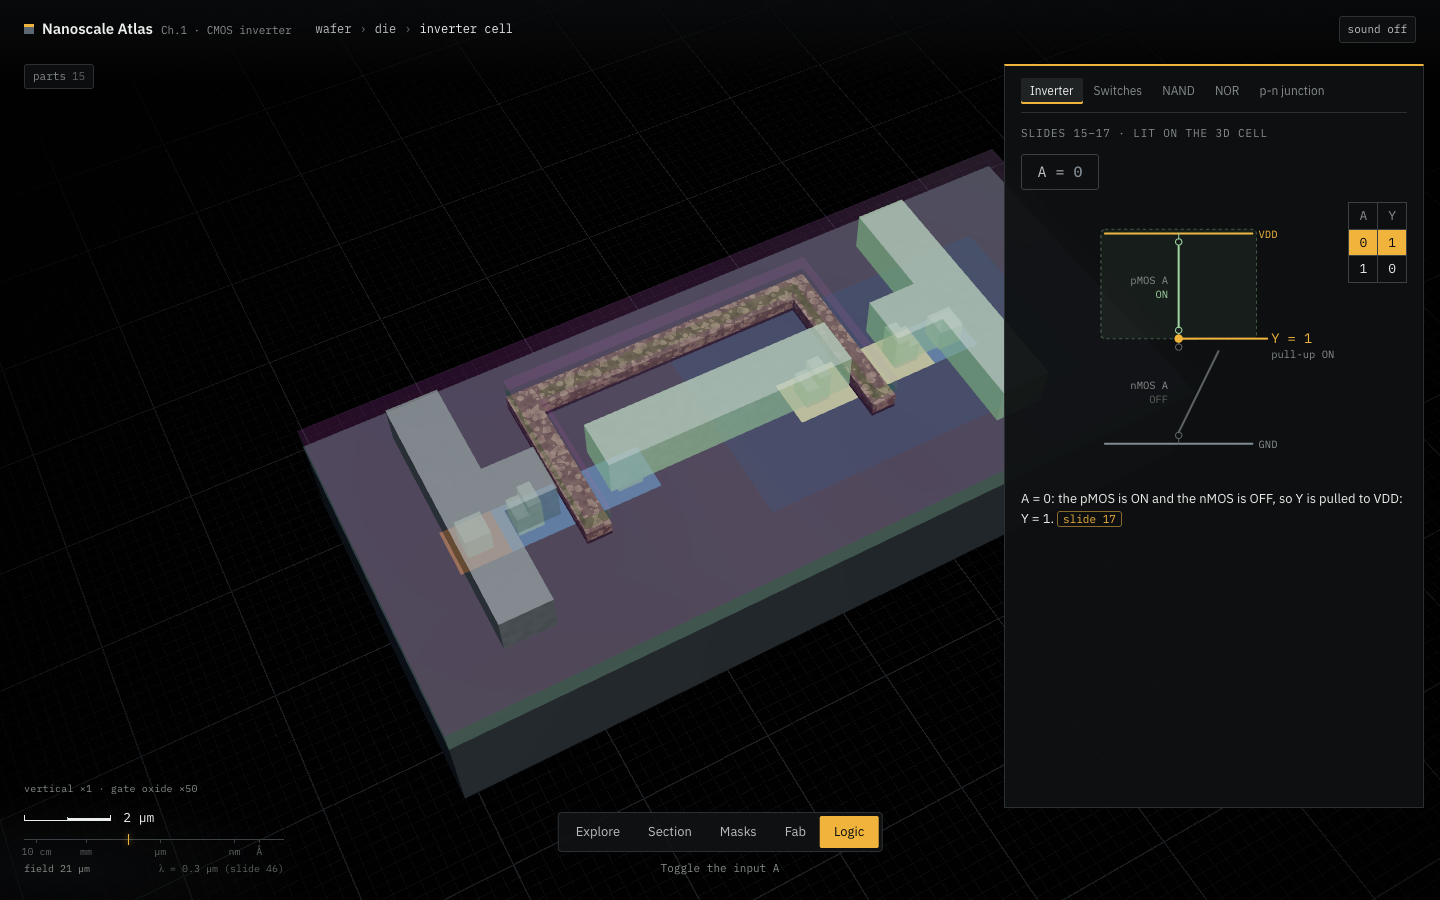 Nanoscale Atlas Ch.1 · CMOS inverter wafer › die › inverter cell
sound off
parts 15
Inverter Switches NAND NOR p-n junction
SLIDES 15–17 · LIT ON THE 3D CELL
A = 0
A Y
0 1
1 0
VDD
pMOS A
ON
Y = 1
pull-up ON
nMOS A
OFF
GND
A = 0: the pMOS is ON and the nMOS is OFF, so Y is pulled to VDD:
Y = 1. slide 17
vertical ×1 · gate oxide ×50
2 µm
10 cm mm µm nm Å
field 21 µm λ = 0.3 µm (slide 46)
Explore Section Masks Fab Logic
Toggle the input A